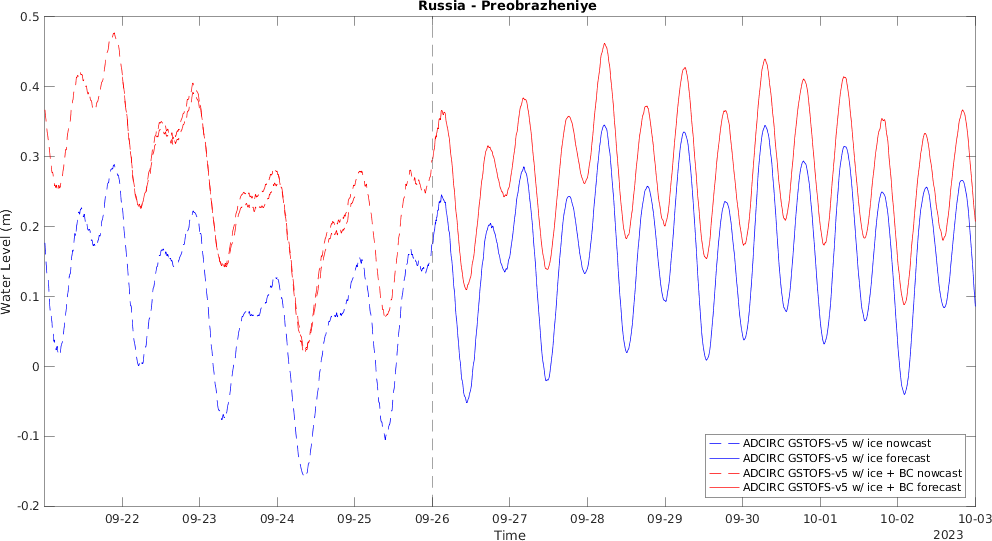 Russia - Preobrazheniye
0.5
0.4
0.3
0.2
0.1
0
-0.1
-0.2
Water Level (m)
ADCIRC GSTOFS-v5 w/ ice nowcast
ADCIRC GSTOFS-v5 w/ ice forecast
ADCIRC GSTOFS-v5 w/ ice + BC nowcast
ADCIRC GSTOFS-v5 w/ ice + BC forecast
09-22 09-23 09-24 09-25 09-26 09-27 09-28 09-29 09-30 10-01 10-02 10-03
Time
2023